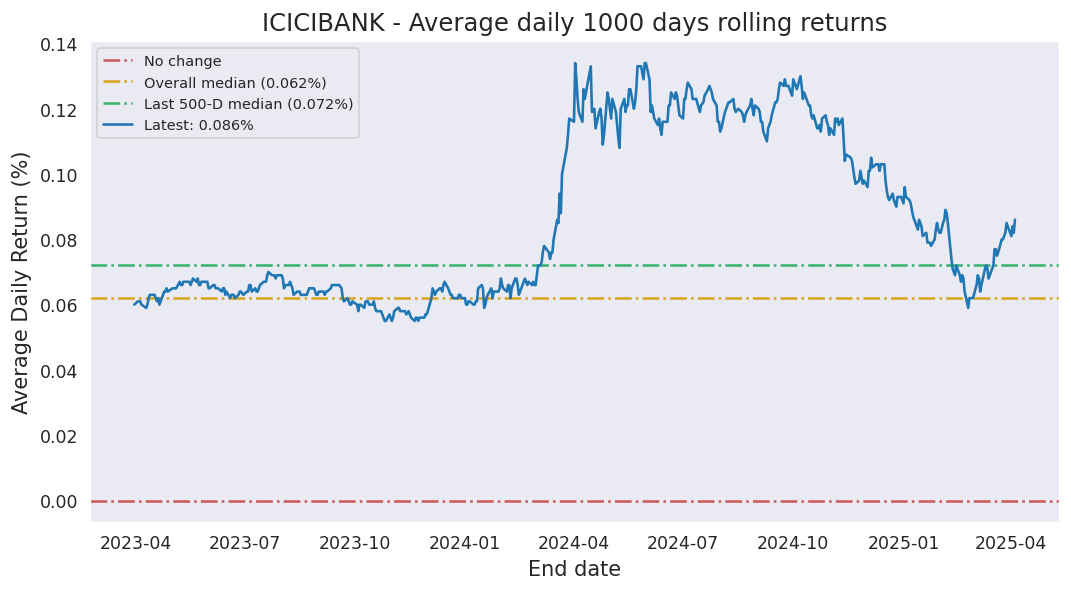 ICICIBANK - Average daily 1000 days rolling returns
0.14
0.12
0.10
0.08
0.06
0.04
0.02
0.00
Average Daily Return (%)
No change
Overall median (0.062%)
Last 500-D median (0.072%)
Latest: 0.086%
2023-04
2023-07
2023-10
2024-01
2024-04
2024-07
2024-10
2025-01
2025-04
End date